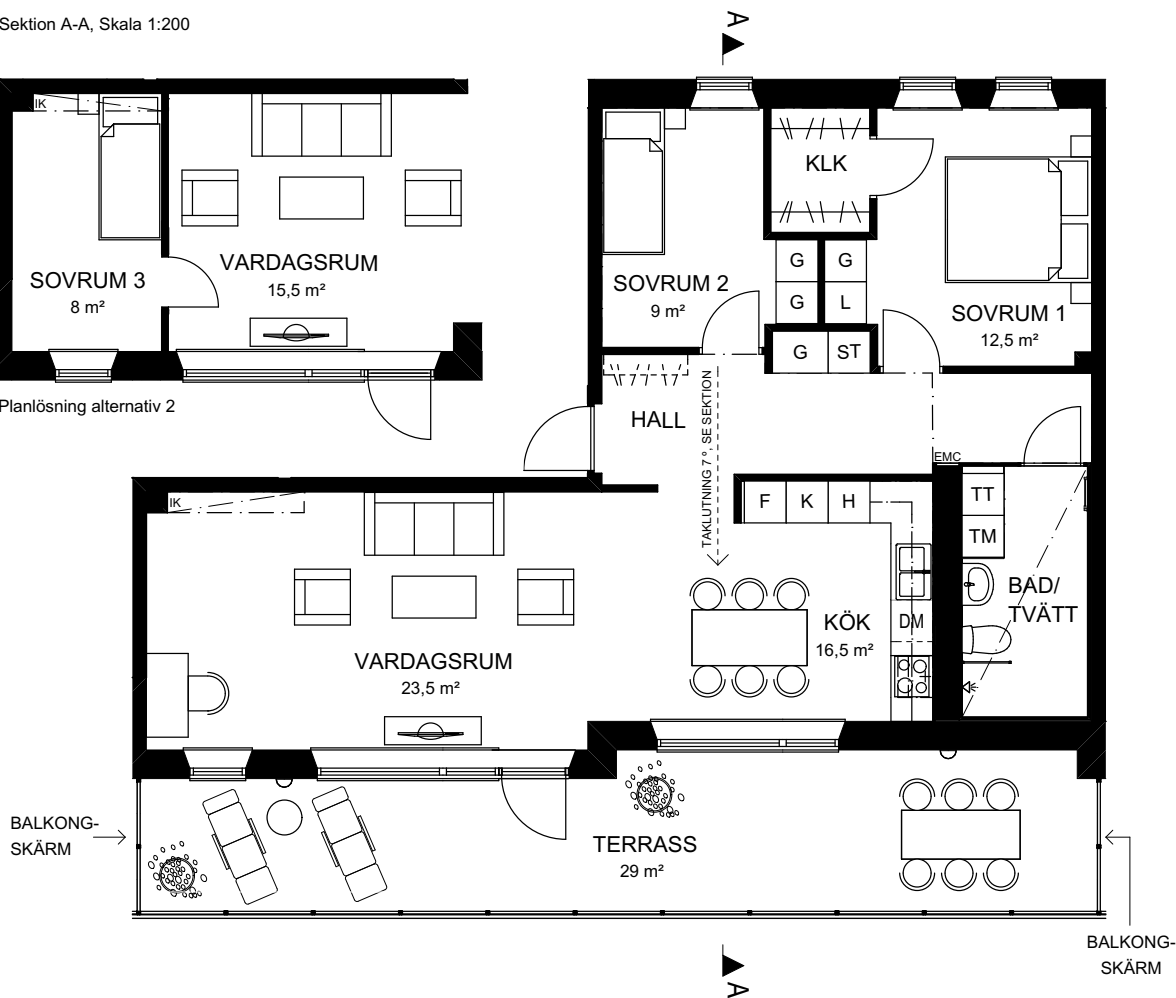 Sektion A-A, Skala 1:200
A
IK
SOVRUM 3
8 m²
VARDAGSRUM
15,5 m²
Planlösning alternativ 2
KLK
SOVRUM 2
9 m²
G
G
G
L
G
ST
SOVRUM 1
12,5 m²
HALL
TAKLUTNING 7 º, SE SEKTION
EMC
IK
F
K
H
TT
TM
BAD/
TVÄTT
KÖK
16,5 m²
DM
VARDAGSRUM
23,5 m²
BALKONG-
SKÄRM
TERRASS
29 m²
BALKONG-
SKÄRM
A